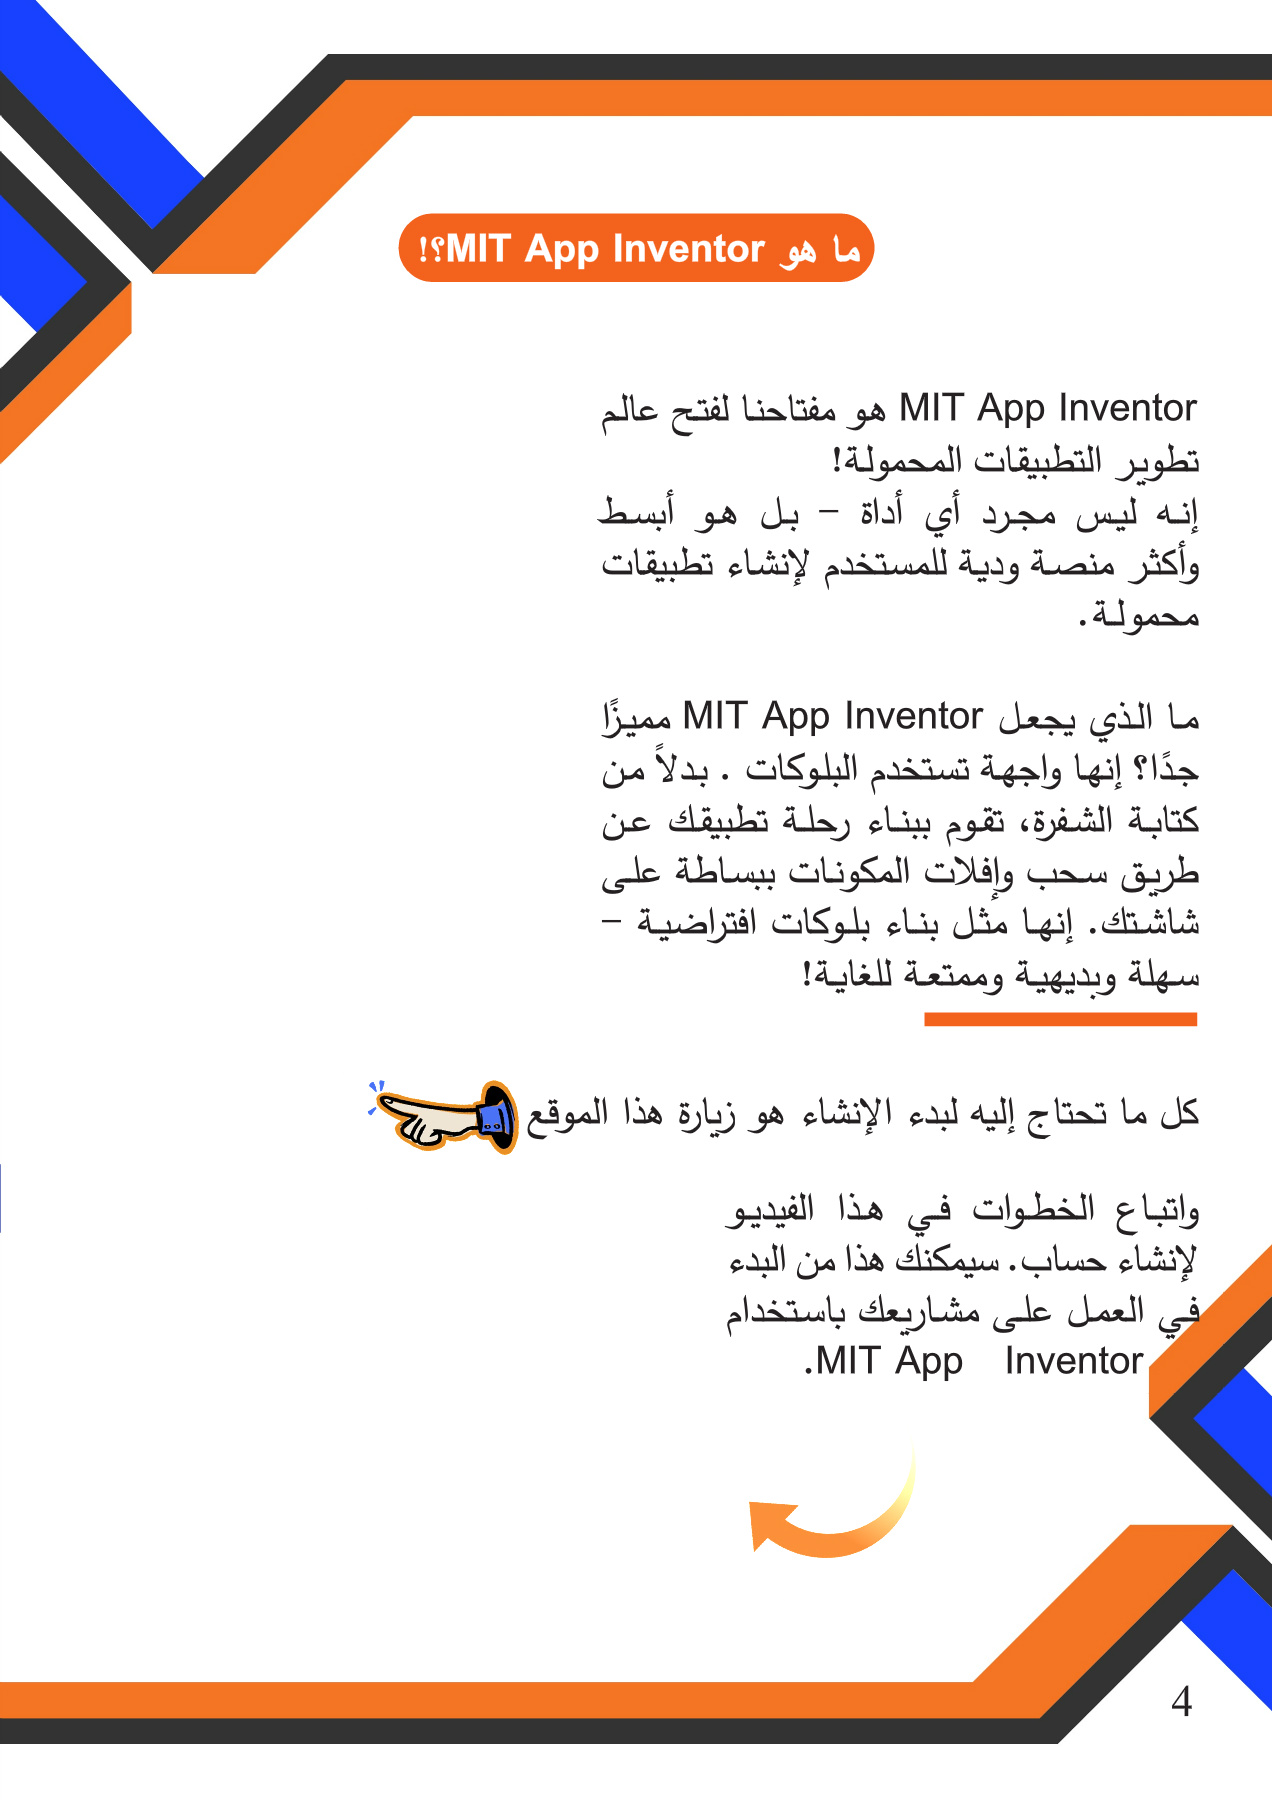 ما هو MIT App Inventor؟!
MIT App Inventor هو مفتاحنا لفتح عالم
تطوير التطبيقات المحمولة!
إنه ليس مجرد أي أداة – بل هو أبسط
وأكثر منصة ودية للمستخدم لإنشاء تطبيقات
محمولة.
ما الذي يجعل MIT App Inventor مميزًا
جدًا؟ إنها واجهة تستخدم البلوكات . بدلاً من
كتابة الشفرة، تقوم ببناء رحلة تطبيقك عن
طريق سحب وإفلات المكونات ببساطة على
شاشتك. إنها مثل بناء بلوكات افتراضية –
سهلة وبديهية وممتعة للغاية!
كل ما تحتاج إليه لبدء الإنشاء هو زيارة هذا الموقع
واتباع الخطوات في هذا الفيديو
لإنشاء حساب. سيمكنك هذا من البدء
في العمل على مشاريعك باستخدام
MIT App Inventor.
4